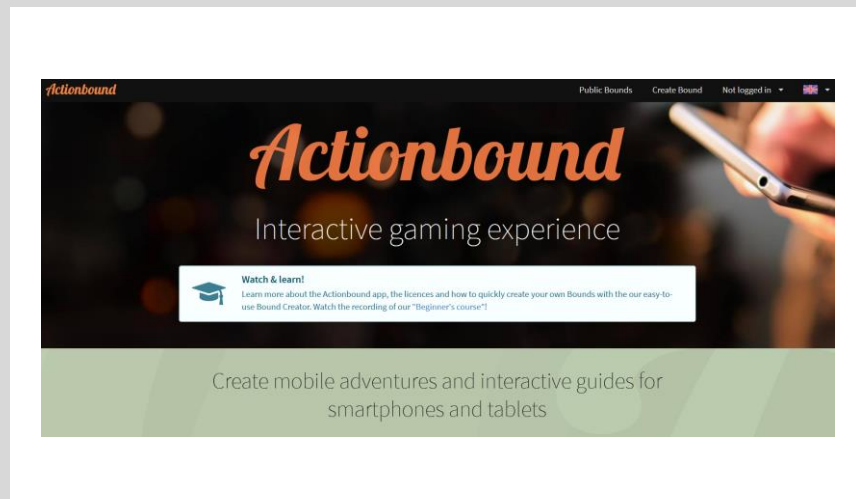 Actionbound
Public Bounds
Create Bound
Not logged in
Actionbound
Interactive gaming experience
Watch & learn!
Learn more about the Actionbound app, the licences and how to quickly create your own Bounds with the our easy-to-
use Bound Creator. Watch the recording of our "Beginner's course"!
Create mobile adventures and interactive guides for
smartphones and tablets